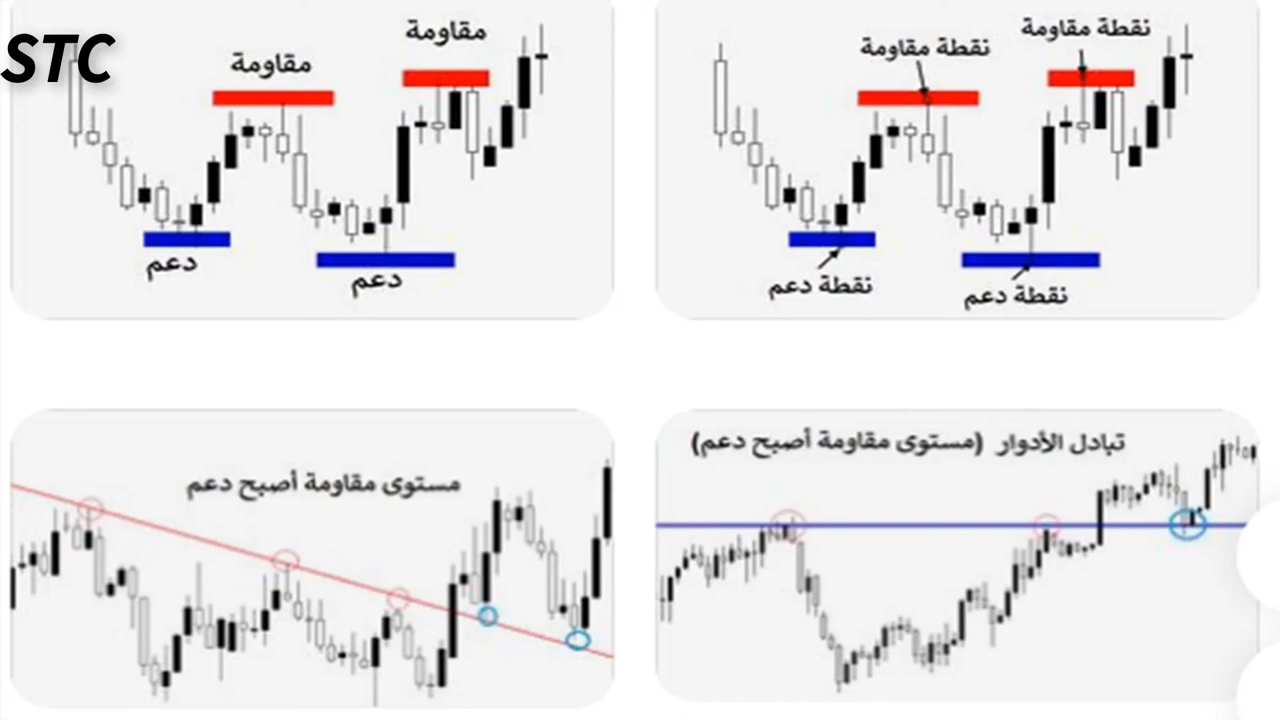 STC
مقاومة
مقاومة
دعم
دعم
نقطة مقاومة
نقطة مقاومة
نقطة دعم
نقطة دعم
مستوى مقاومة أصبح دعم
تبادل الأدوار (مستوى مقاومة أصبح دعم)